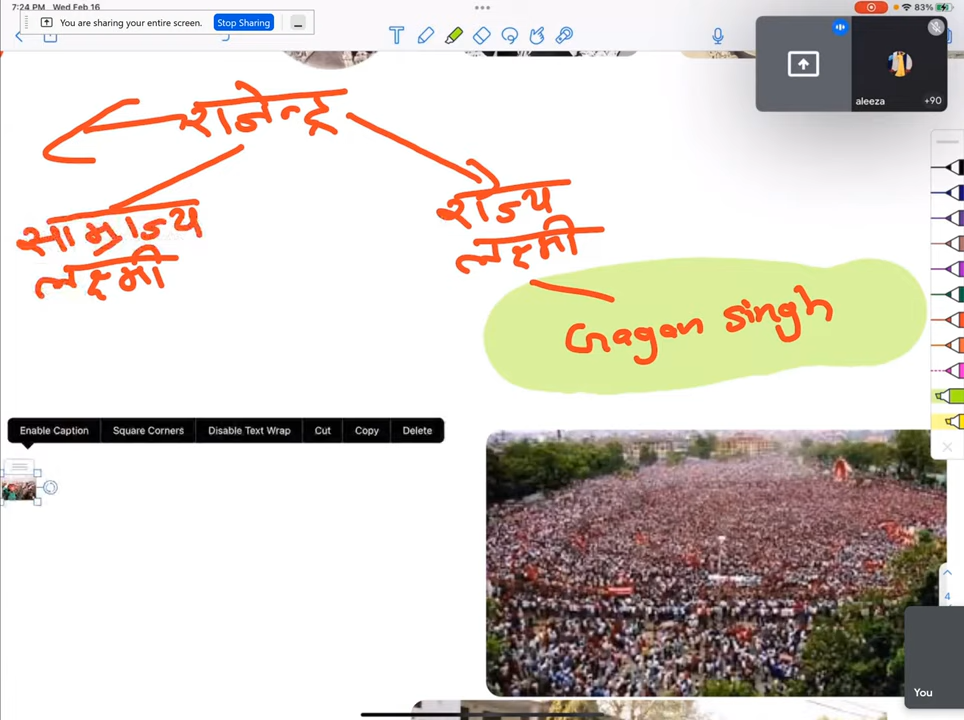 7:24 PM Wed Feb 16
83%
You are sharing your entire screen.
Stop Sharing
aleeza
+90
राजेन्द्र
साम्राज्य
लक्ष्मी
राज्य
लक्ष्मी
Gagan singh
Enable Caption
Square Corners
Disable Text Wrap
Cut
Copy
Delete
4
You